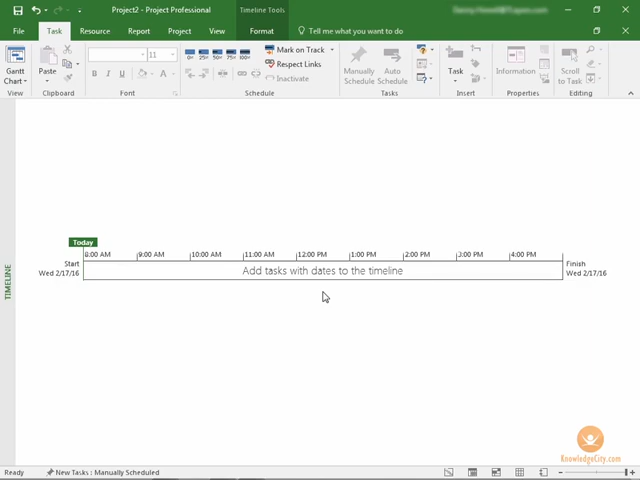 Project2 - Project Professional
Timeline Tools
File
Task
Resource
Report
Project
View
Format
Tell me what you want to do
Gantt
Chart
Paste
11
B I U A
0% 25% 50% 75% 100%
Mark on Track
Respect Links
Inactivate
Manually
Schedule
Auto
Schedule
Task
Information
Scroll to
Task
View
Clipboard
Font
Schedule
Tasks
Insert
Properties
Editing
Today
8:00 AM
9:00 AM
10:00 AM
11:00 AM
12:00 PM
1:00 PM
2:00 PM
3:00 PM
4:00 PM
Start
Wed 2/17/16
Add tasks with dates to the timeline
Finish
Wed 2/17/16
TIMELINE
KnowledgeCity.com
Ready
New Tasks : Manually Scheduled